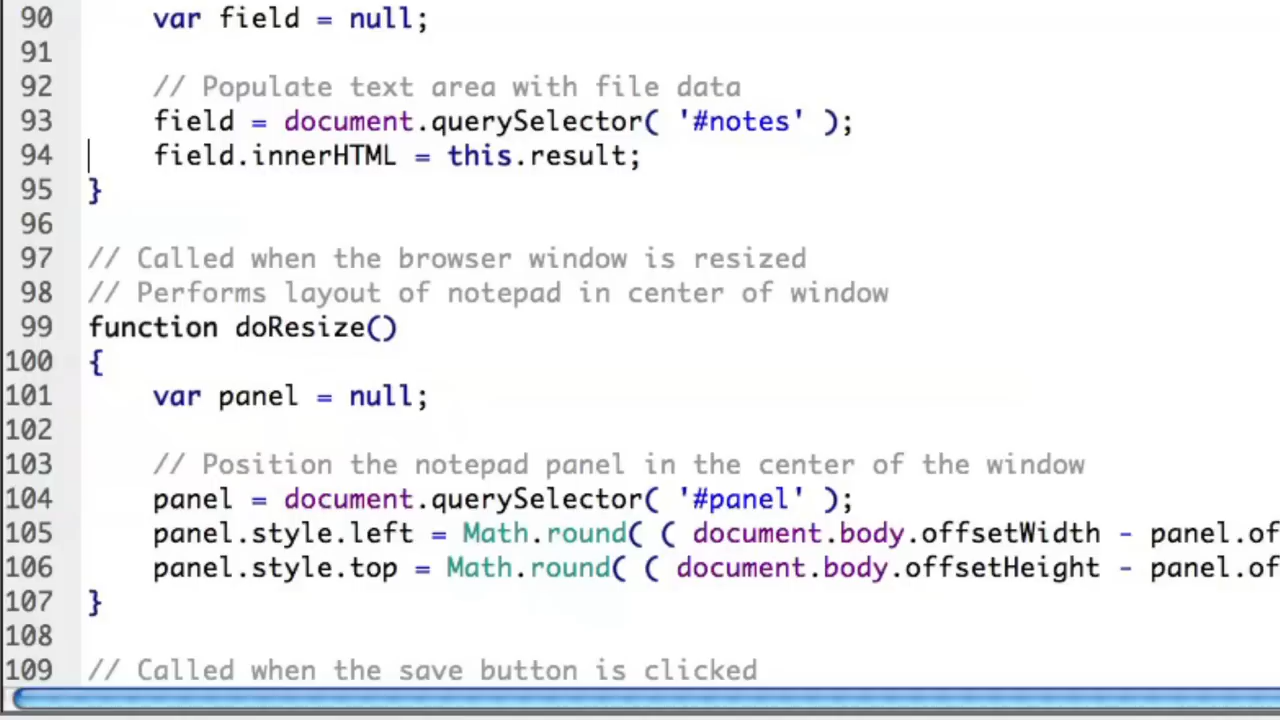 90 var field = null;
91
92 // Populate text area with file data
93 field = document.querySelector( '#notes' );
94 field.innerHTML = this.result;
95 }
96
97 // Called when the browser window is resized
98 // Performs layout of notepad in center of window
99 function doResize()
100 {
101 var panel = null;
102
103 // Position the notepad panel in the center of the window
104 panel = document.querySelector( '#panel' );
105 panel.style.left = Math.round( ( document.body.offsetWidth - panel.of
106 panel.style.top = Math.round( ( document.body.offsetHeight - panel.of
107 }
108
109 // Called when the save button is clicked